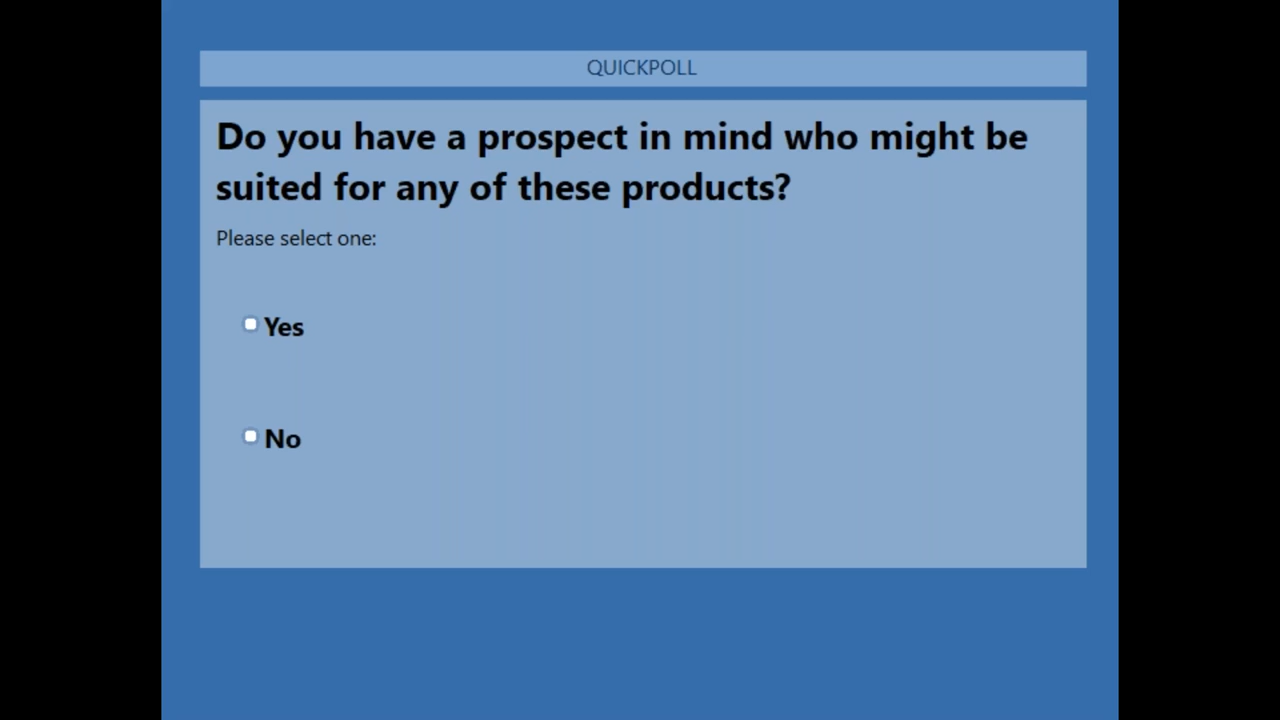 QUICKPOLL
Do you have a prospect in mind who might be
suited for any of these products?
Please select one:
Yes
No